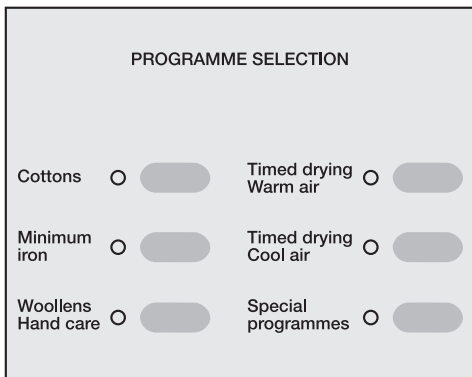 PROGRAMME SELECTION
Cottons
Minimum
iron
Woollens
Hand care
Timed drying
Warm air
Timed drying
Cool air
Special
programmes